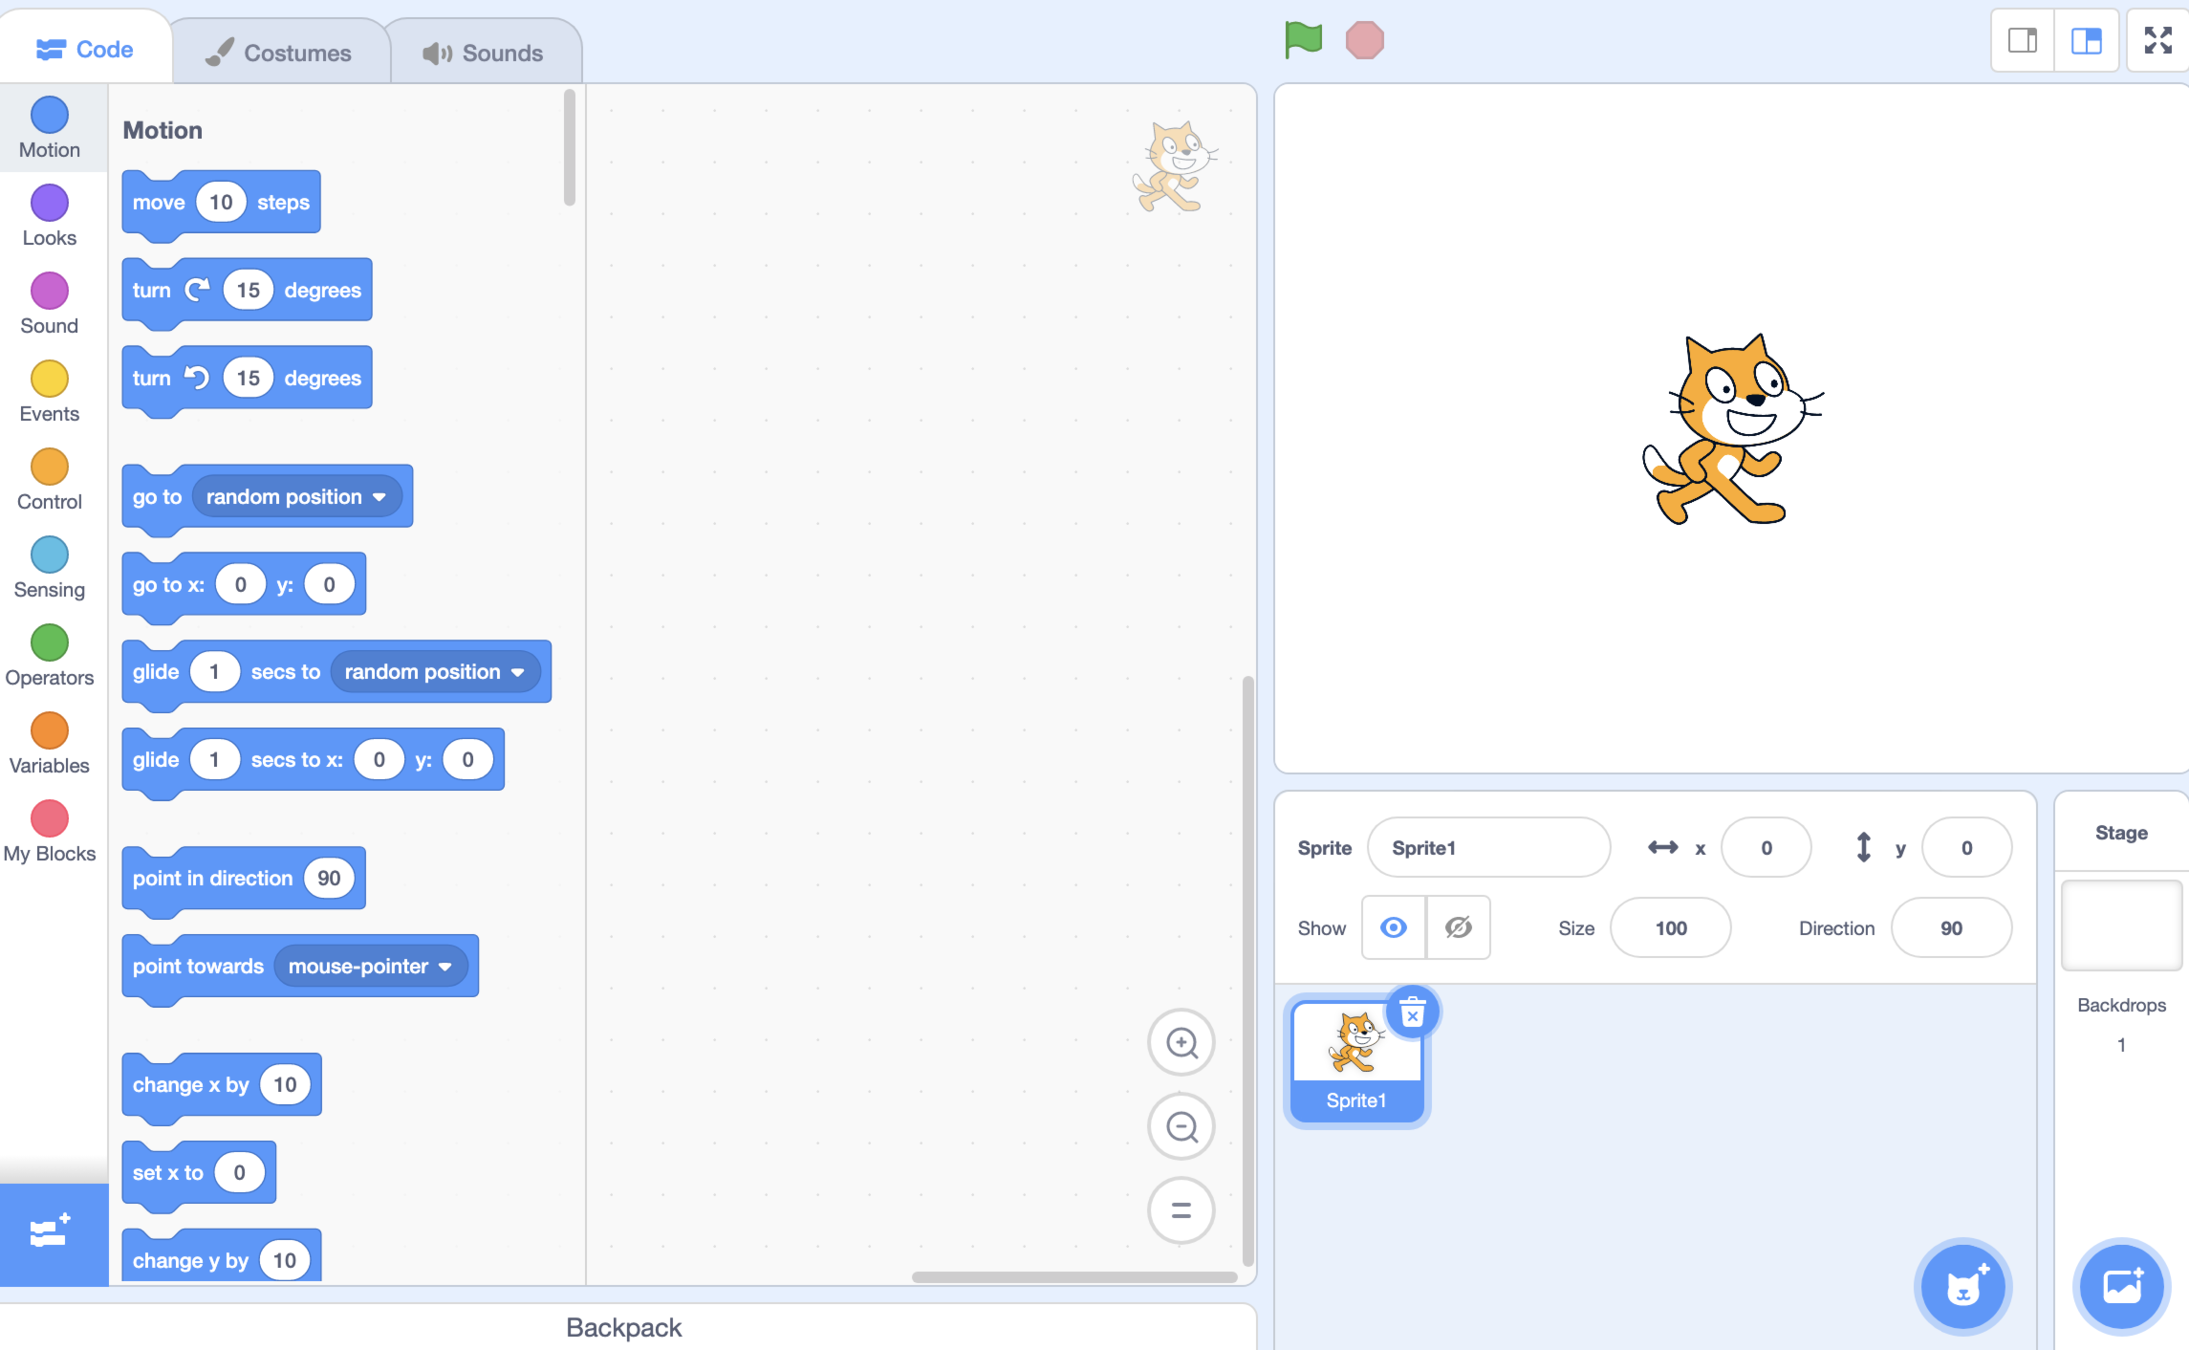 Code
Costumes
Sounds
Motion
Looks
Sound
Events
Control
Sensing
Operators
Variables
My Blocks
Motion
move 10 steps
turn 15 degrees
turn 15 degrees
go to random position
go to x: 0 y: 0
glide 1 secs to random position
glide 1 secs to x: 0 y: 0
point in direction 90
point towards mouse-pointer
change x by 10
set x to 0
change y by 10
Backpack
Sprite Sprite1 x 0 y 0
Show Size 100 Direction 90
Sprite1
Stage
Backdrops
1